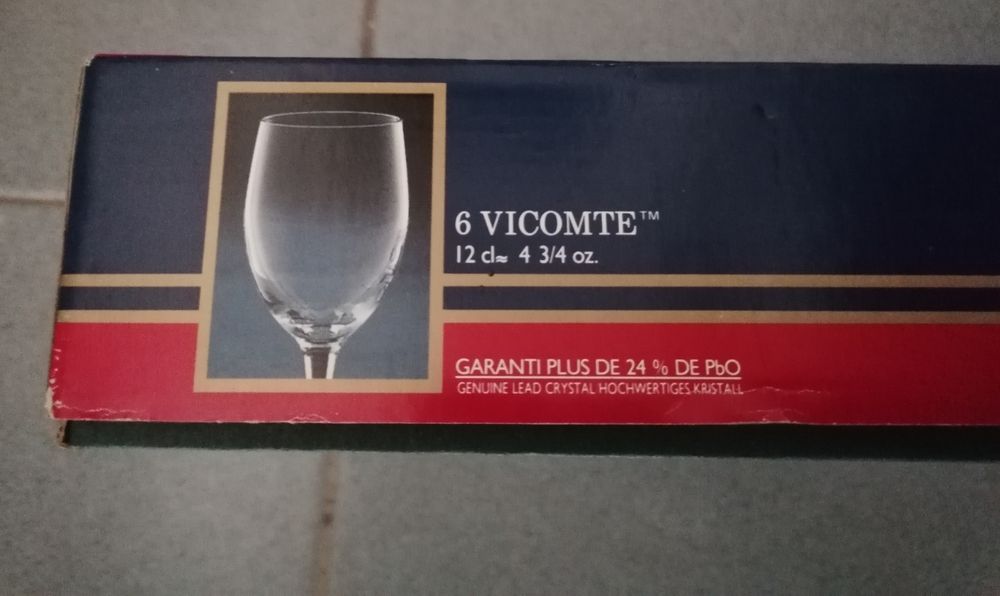 6 VICOMTE™
12 cl≈ 4 3/4 oz.
GARANTI PLUS DE 24 % DE PbO
GENUINE LEAD CRYSTAL HOCHWERTIGES KRISTALL